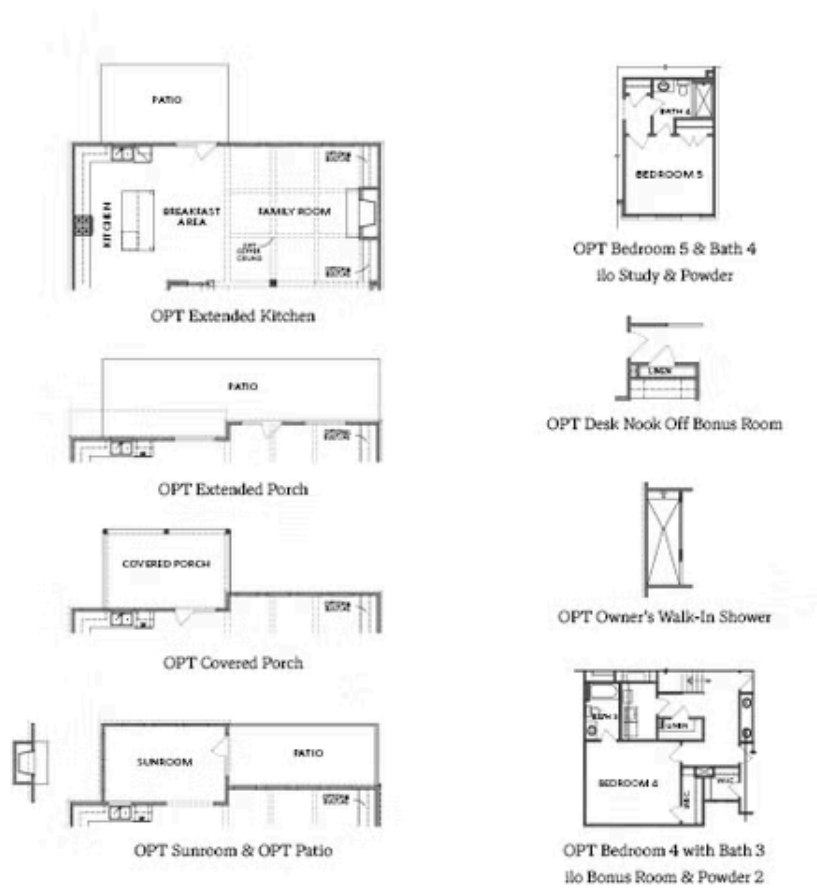 PATIO
KITCHEN
BREAKFAST
AREA
FAMILY ROOM
OPT Extended Kitchen
PATIO
OPT Extended Porch
COVERED PORCH
OPT Covered Porch
SUNROOM
PATIO
OPT Sunroom & OPT Patio
BATH 4
BEDROOM 5
OPT Bedroom 5 & Bath 4
ilo Study & Powder
LINEN
OPT Desk Nook Off Bonus Room
OPT Owner's Walk-In Shower
BATH 3
LINEN
BEDROOM 4
W.I.C.
W.I.C.
OPT Bedroom 4 with Bath 3
ilo Bonus Room & Powder 2